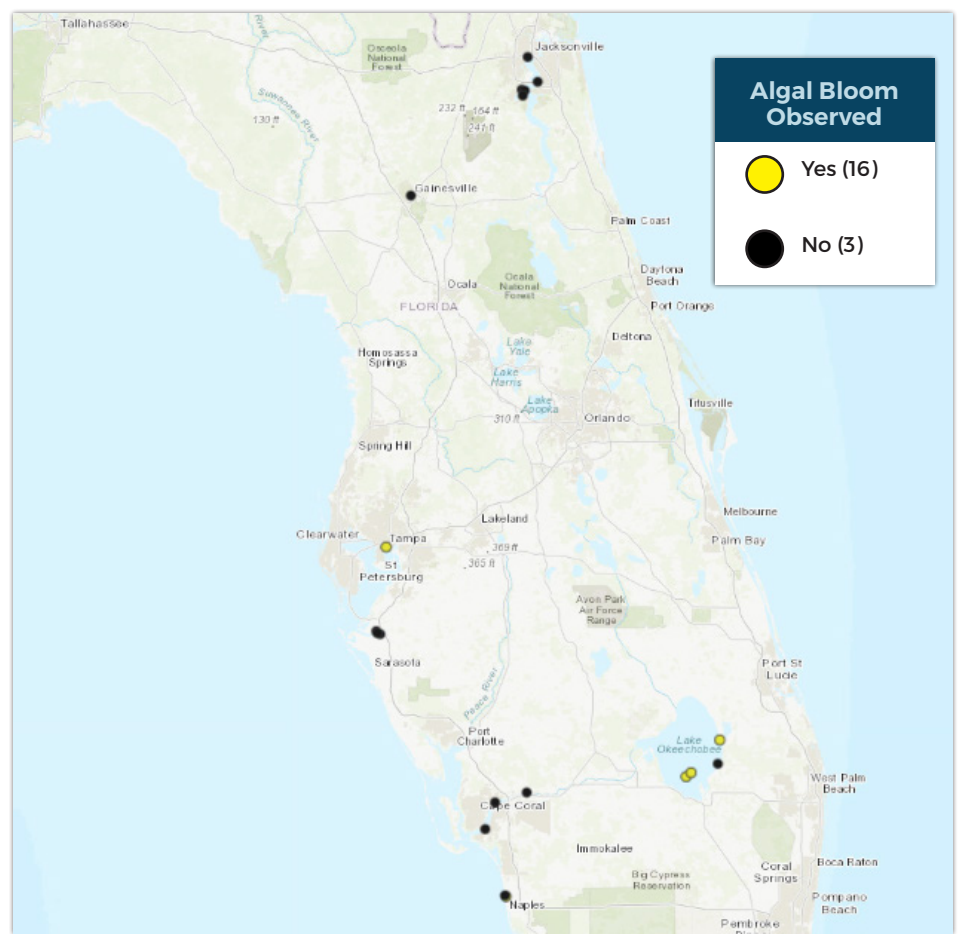 Tallahassee
River
Osceola
National
Forest
Jacksonville
Suwannee River
130 ft
232 ft
164 ft
241 ft
Gainesville
Palm Coast
Ocala
Ocala
National
Forest
Daytona
Beach
FLORIDA
Port Orange
Deltona
Homosassa
Springs
Lake
Yale
Lake
Harris
Lake
Apopka
310 ft
Orlando
Titusville
Spring Hill
Lakeland
Melbourne
Clearwater
Tampa
Palm Bay
369 ft
365 ft
St
Petersburg
Avon Park
Air Force
Range
Sarasota
Port St
Lucie
Peace River
Port
Charlotte
Lake
Okeechobee
West Palm
Beach
Cape Coral
Immokalee
Boca Raton
Coral
Springs
Big Cypress
Reservation
Naples
Pompano
Beach
Pembroke
Algal Bloom
Observed
Yes (16)
No (3)